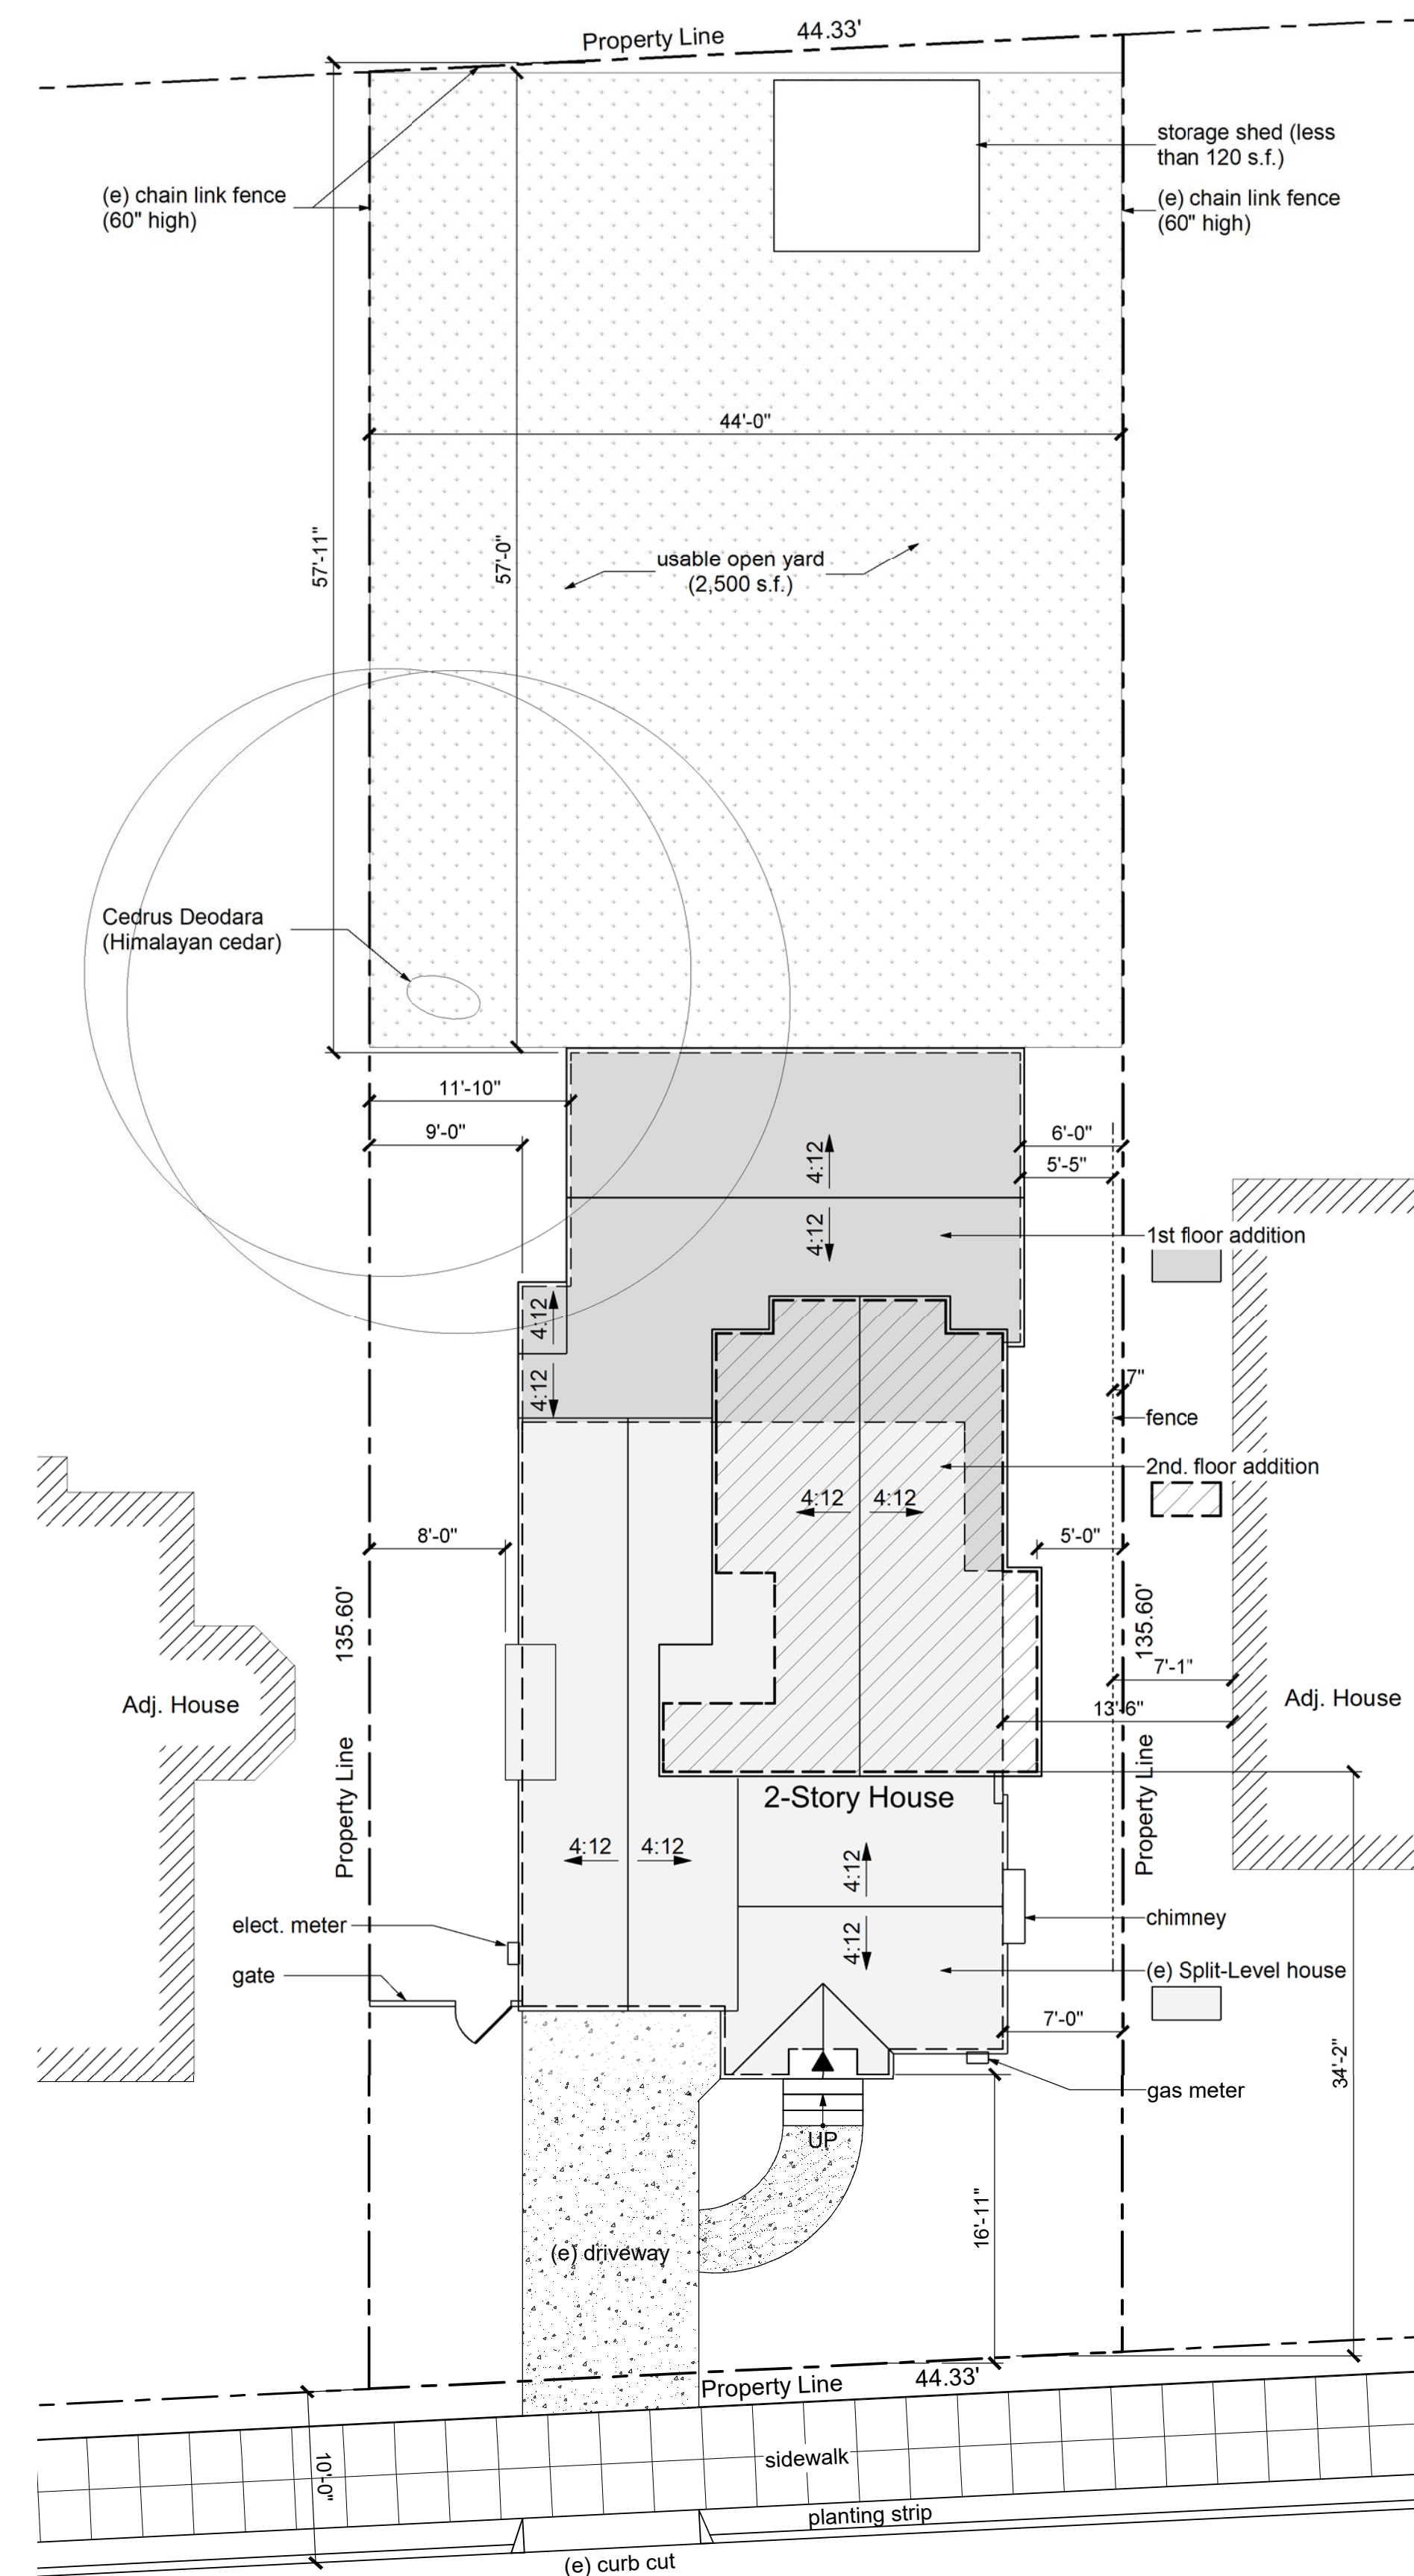 Property Line 44.33'
storage shed (less
than 120 s.f.)
(e) chain link fence
(60" high)
(e) chain link fence
(60" high)
44'-0"
57'-11"
57'-0"
usable open yard
(2,500 s.f.)
Cedrus Deodara
(Himalayan cedar)
11'-10"
9'-0"
6'-0"
5'-5"
4:12
4:12
1st floor addition
4:12
4:12
7"
fence
2nd. floor addition
4:12 4:12
8'-0"
5'-0"
135.60'
135.60'
7'-1"
13'-6"
Adj. House
Adj. House
Property Line
Property Line
2-Story House
4:12 4:12
4:12
4:12
elect. meter
chimney
gate
(e) Split-Level house
7'-0"
34'-2"
gas meter
UP
16'-11"
(e) driveway
Property Line 44.33'
10'-0"
sidewalk
planting strip
(e) curb cut